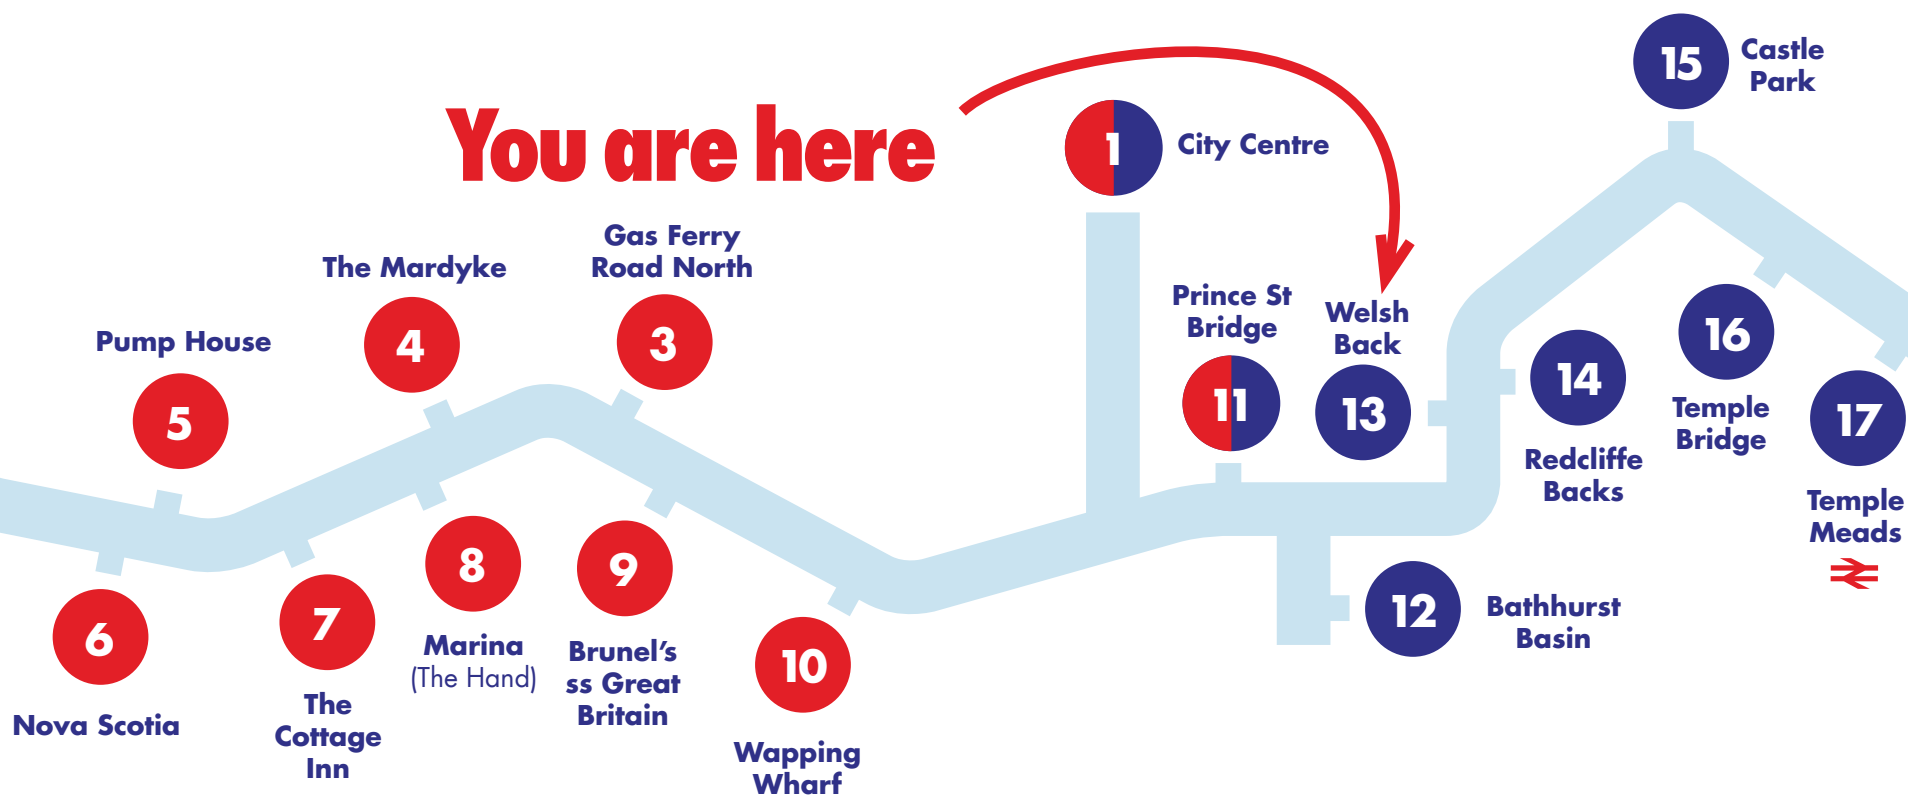 15
Castle
Park
You are here
1
City Centre
Gas Ferry
Road North
3
The Mardyke
4
Pump House
5
Prince St
Bridge
11
Welsh
Back
13
14
Redcliffe
Backs
16
Temple
Bridge
17
Temple
Meads
6
Nova Scotia
7
The
Cottage
Inn
8
Marina
(The Hand)
9
Brunel’s
ss Great
Britain
10
Wapping
Wharf
12
Bathhurst
Basin